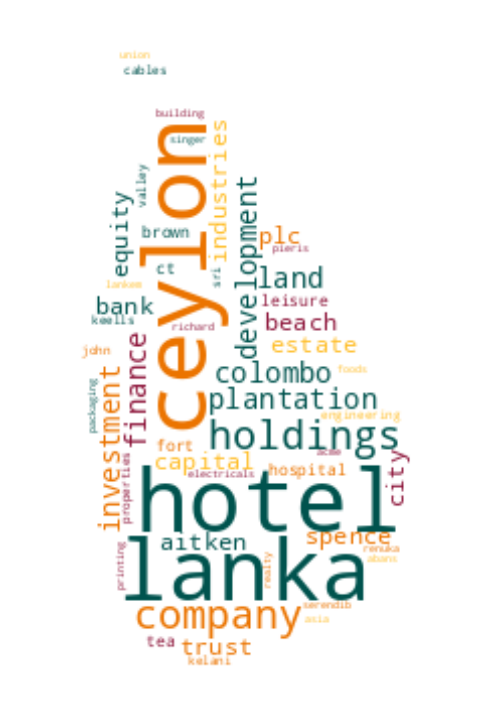 union
cables
building
singer
ceylon
industries
valley
development
equity
brown
plc
pieris
ct
sri
land
lankem
leisure
bank
keells
richard
beach
finance
john
estate
colombo
foods
investment
packaging
plantation
engineering
holdings
fort
acme
capital
hospital
properties
electricals
city
hotel
spence
aitken
renuka
lanka
printing
realty
abans
company
serendib
asia
tea
trust
kelani